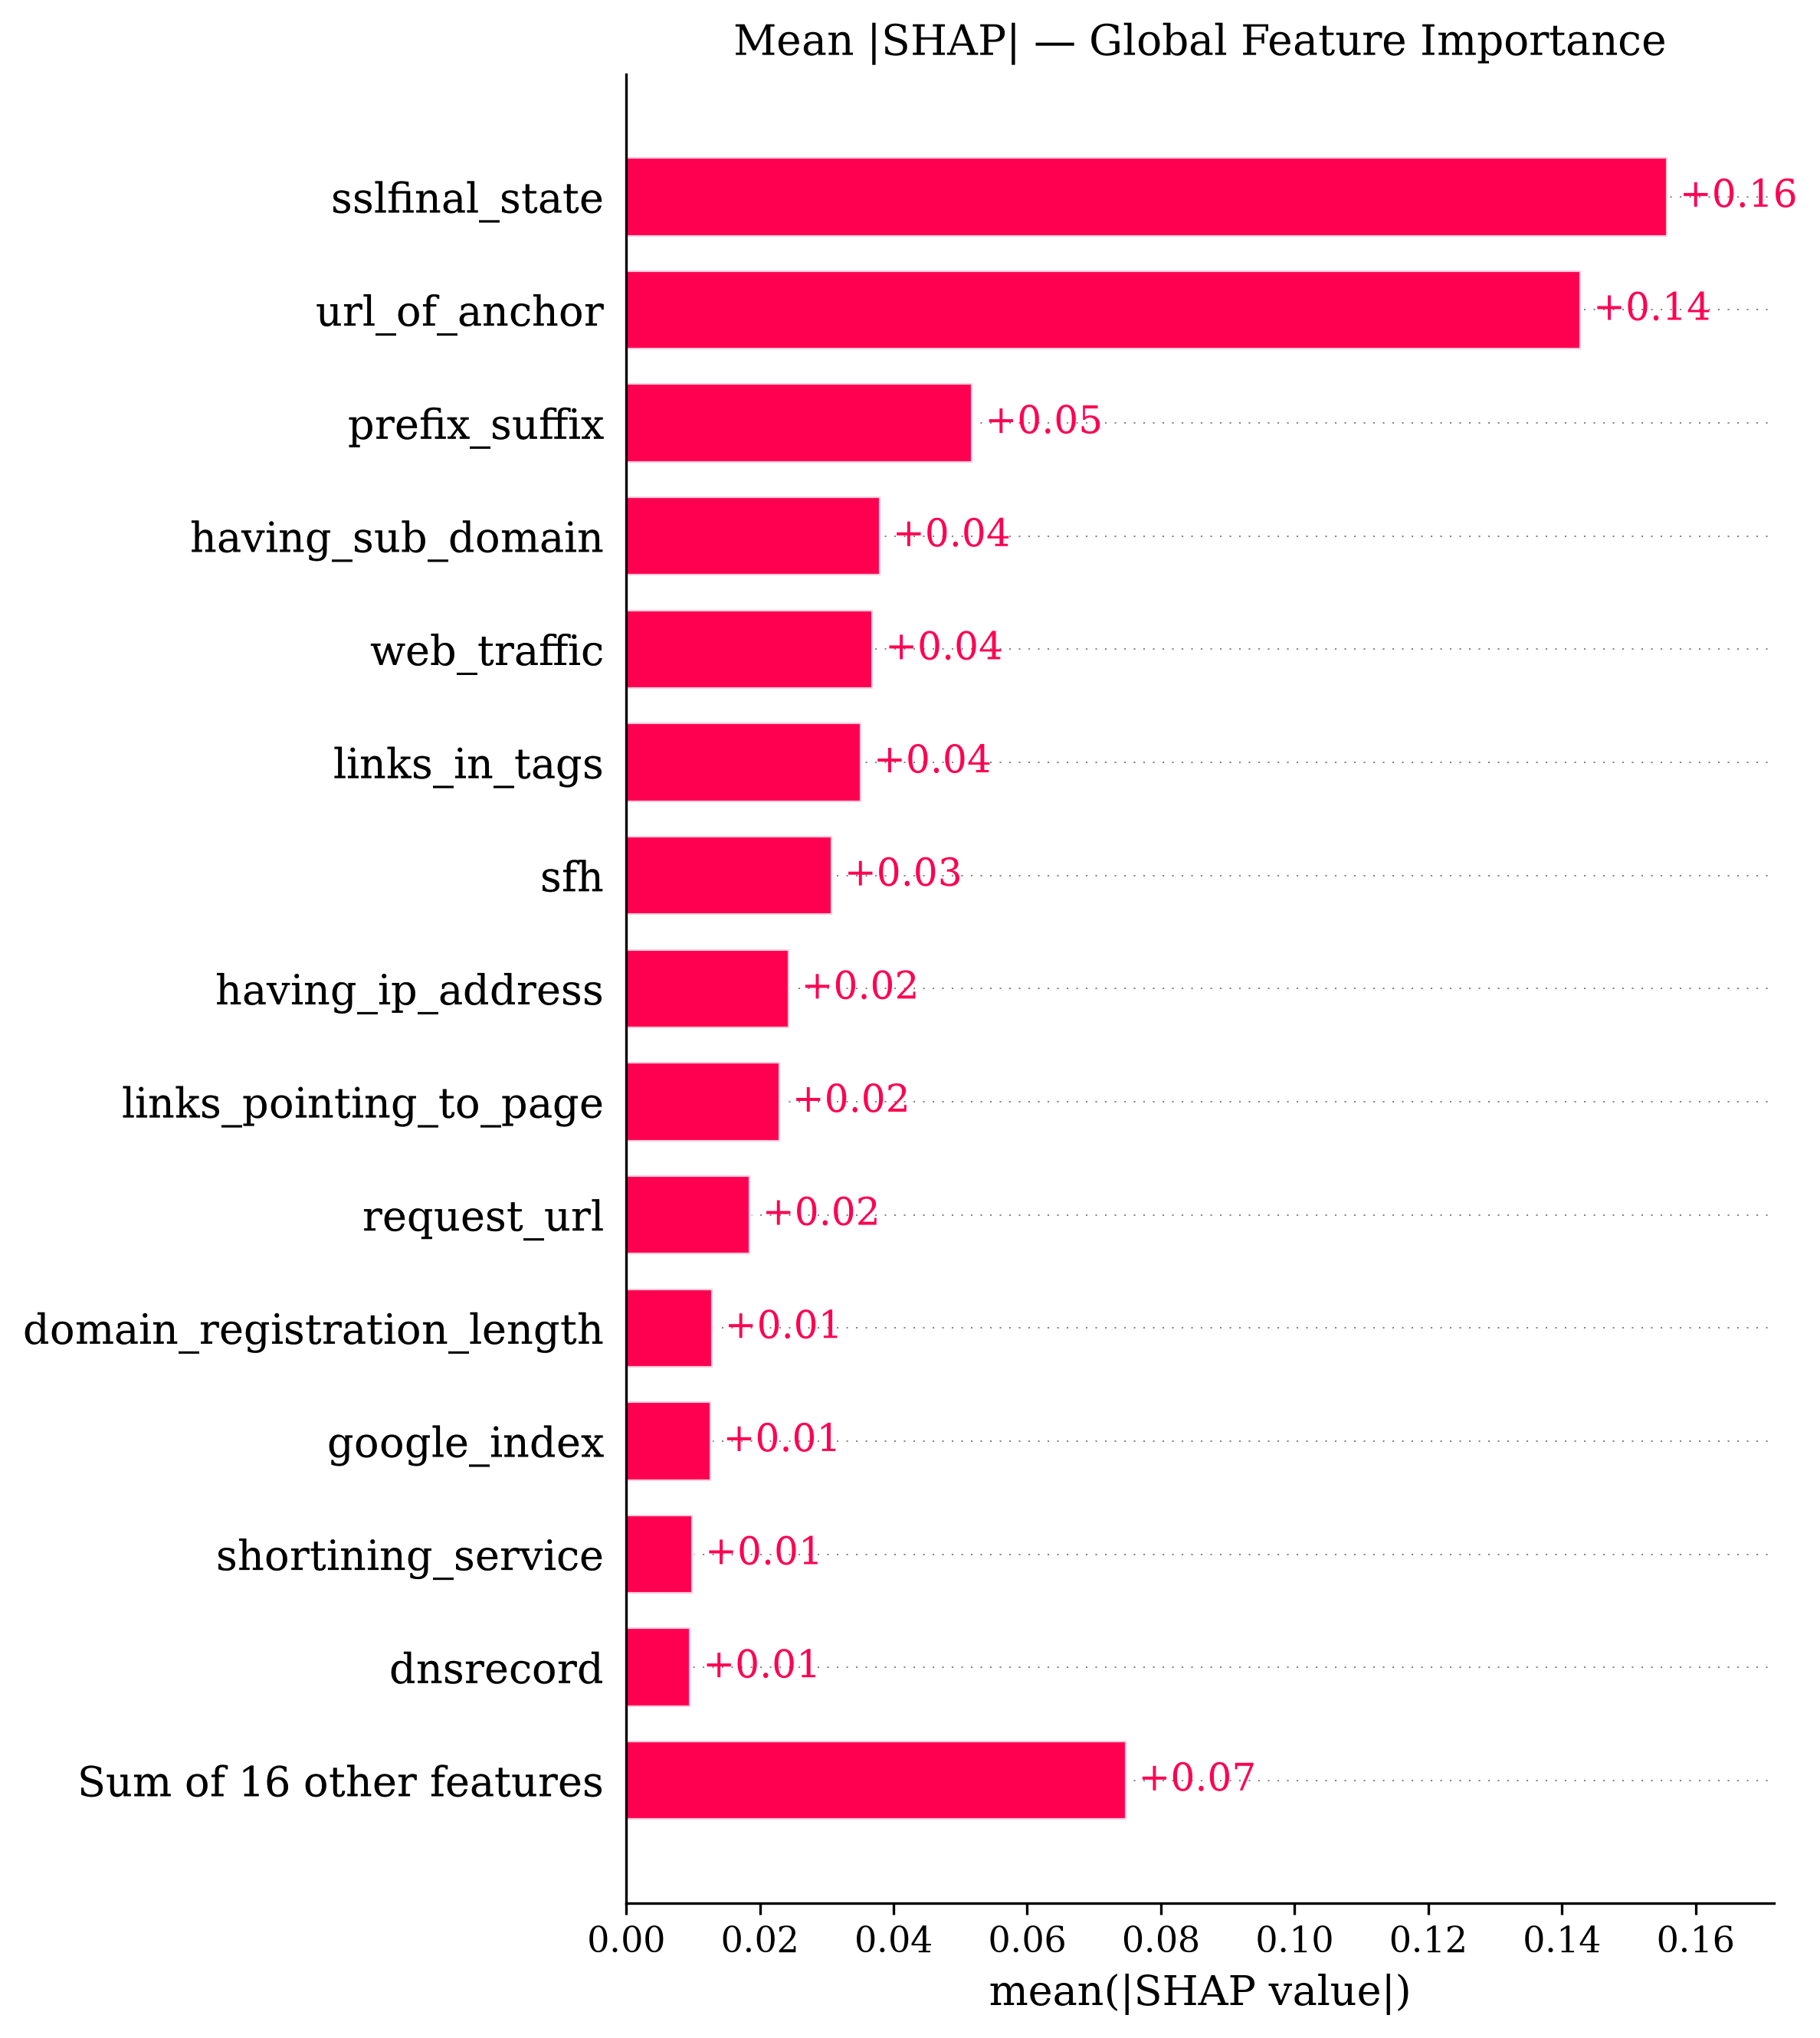 Mean |SHAP| — Global Feature Importance
sslfinal_state +0.16
url_of_anchor +0.14
prefix_suffix +0.05
having_sub_domain +0.04
web_traffic +0.04
links_in_tags +0.04
sfh +0.03
having_ip_address +0.02
links_pointing_to_page +0.02
request_url +0.02
domain_registration_length +0.01
google_index +0.01
shortining_service +0.01
dnsrecord +0.01
Sum of 16 other features +0.07
0.00 0.02 0.04 0.06 0.08 0.10 0.12 0.14 0.16
mean(|SHAP value|)